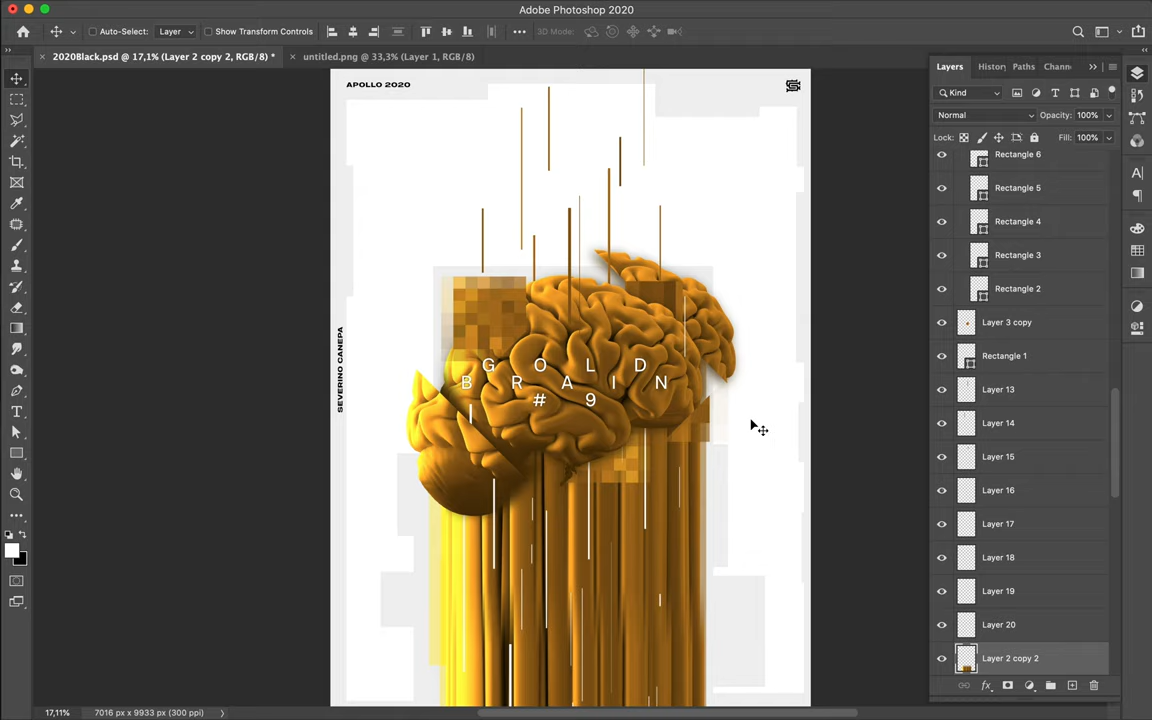 Adobe Photoshop 2020
Auto-Select: Layer Show Transform Controls 3D Mode:
2020Black.psd @ 17,1% (Layer 2 copy 2, RGB/8) * untitled.png @ 33,3% (Layer 1, RGB/8)
Layers Histor Paths Chann
Kind
Normal Opacity: 100%
Lock: Fill: 100%
Rectangle 6
Rectangle 5
Rectangle 4
Rectangle 3
Rectangle 2
Layer 3 copy
Rectangle 1
Layer 13
Layer 14
Layer 15
Layer 16
Layer 17
Layer 18
Layer 19
Layer 20
Layer 2 copy 2
APOLLO 2020
SEVERINO CANEPA
GOLDN
BRAIN
#9
17,11% 7016 px x 9933 px (300 ppi)